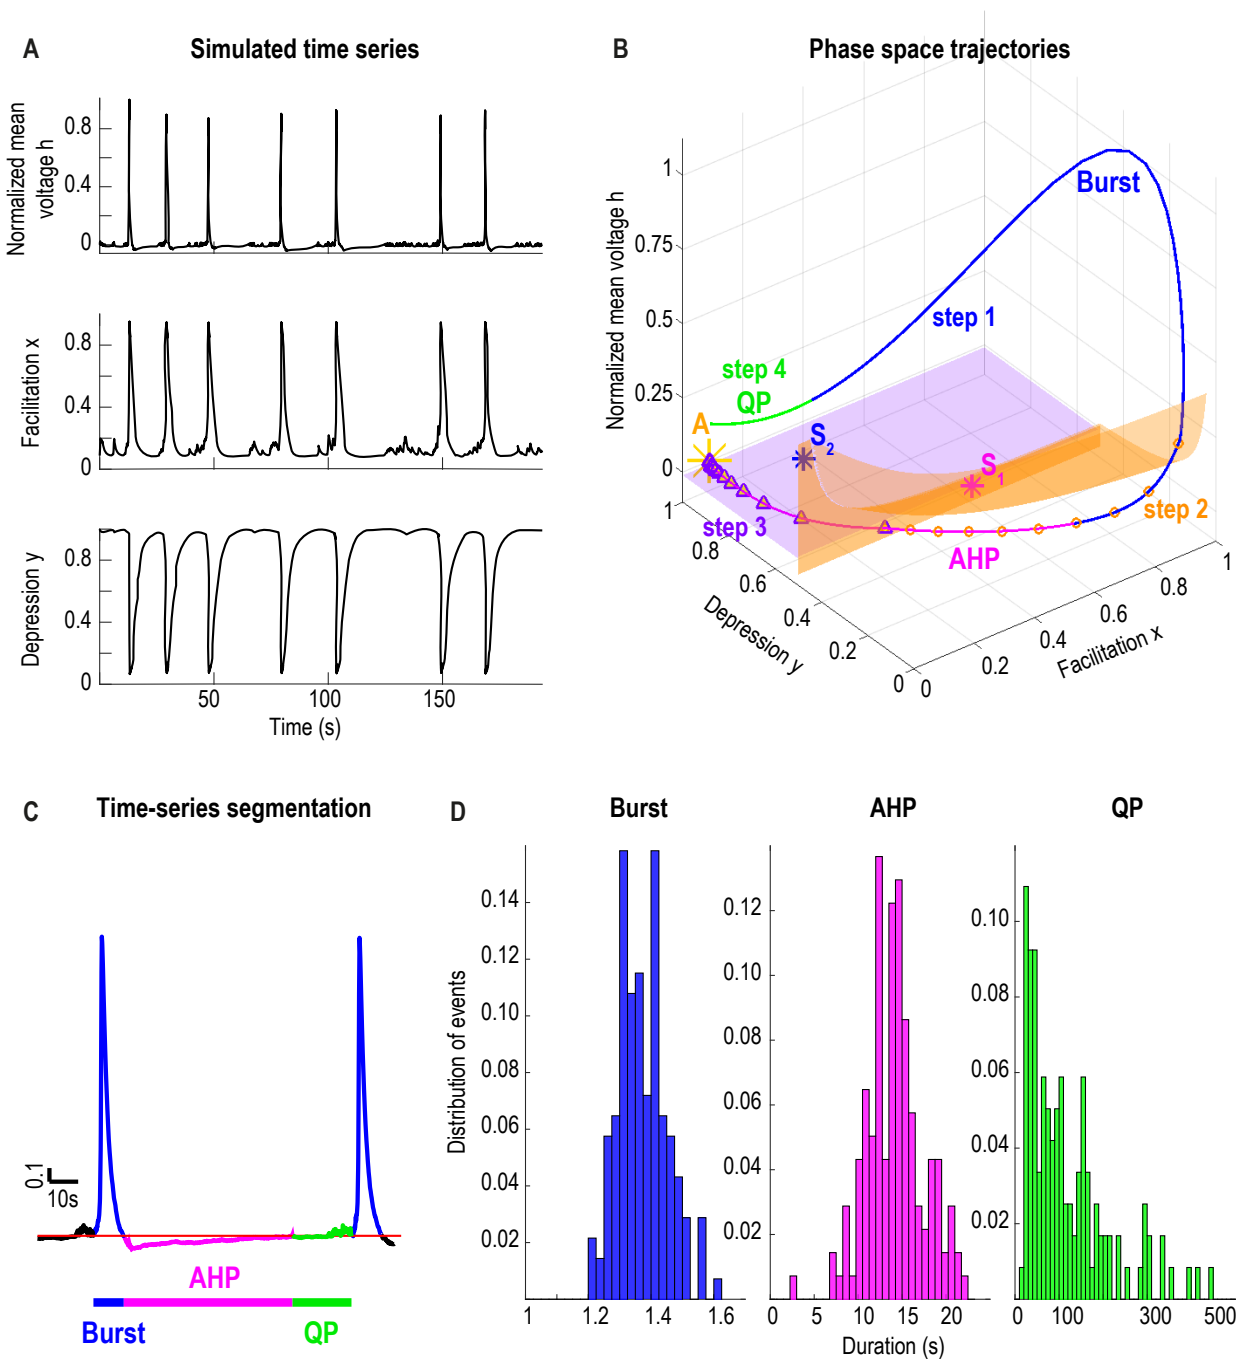 A
Simulated time series
Normalized mean
voltage h
0.8
0.4
0
Facilitation x
0.8
0.4
0
Depression y
0.8
0.4
0
50
100
150
Time (s)
B
Phase space trajectories
Normalized mean voltage h
1
0.75
0.5
0.25
0
Burst
step 1
step 4
QP
A
S2
S1
step 2
step 3
AHP
1
0.8
0.6
0.4
0.2
0
Depression y
0
0.2
0.4
0.6
0.8
1
Facilitation x
C
Time-series segmentation
0.1
10s
AHP
Burst
QP
D
Burst
AHP
QP
Distribution of events
0.14
0.12
0.10
0.08
0.06
0.04
0.02
1
1.2
1.4
1.6
0.12
0.10
0.08
0.06
0.04
0.02
0
5
10
15
20
Duration (s)
0.10
0.08
0.06
0.04
0.02
0
100
300
500